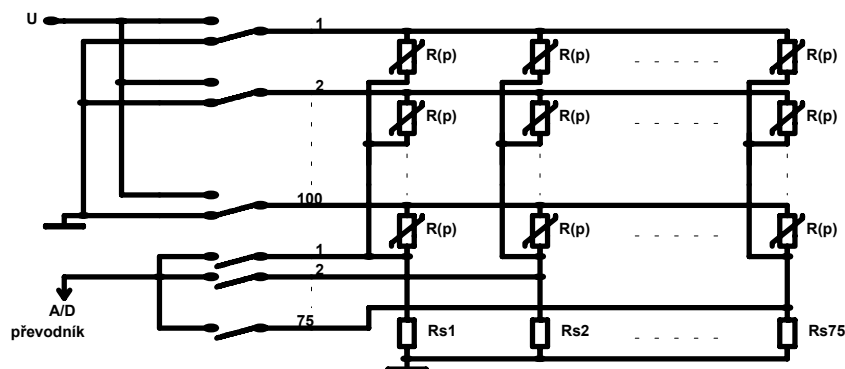 U
1
R(p) R(p) R(p)
2
R(p) R(p) R(p)
100
R(p) R(p) R(p)
1
2
A/D
převodník
75
Rs1 Rs2 Rs75